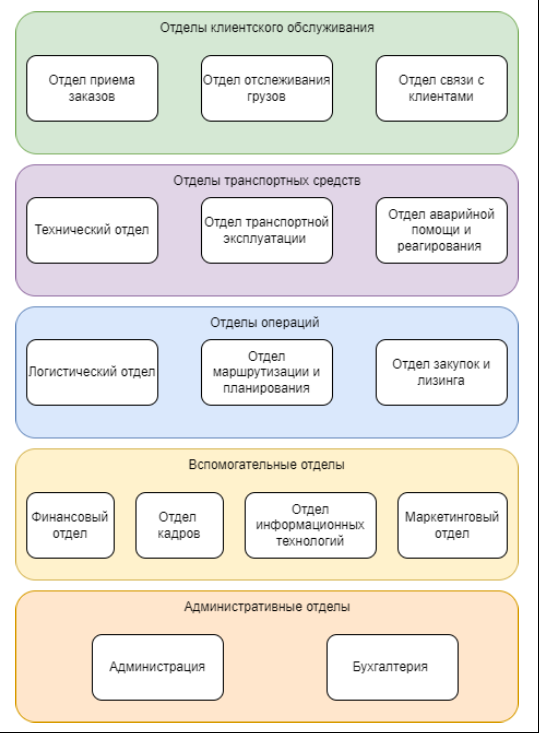 Отделы клиентского обслуживания
Отдел приема
заказов
Отдел отслеживания
грузов
Отдел связи с
клиентами
Отделы транспортных средств
Технический отдел
Отдел транспортной
эксплуатации
Отдел аварийной
помощи и
реагирования
Отделы операций
Логистический отдел
Отдел
маршрутизации и
планирования
Отдел закупок и
лизинга
Вспомогательные отделы
Финансовый
отдел
Отдел
кадров
Отдел
информационных
технологий
Маркетинговый
отдел
Административные отделы
Администрация
Бухгалтерия